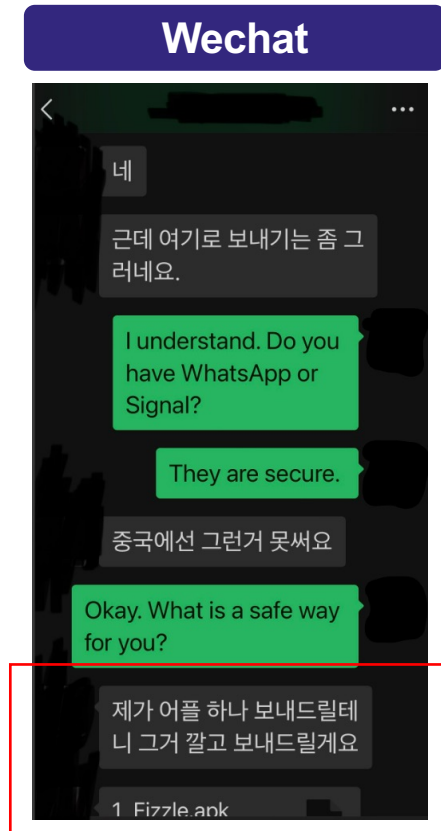 Wechat
네
근데 여기로 보내기는 좀 그
러네요.
I understand. Do you
have WhatsApp or
Signal?
They are secure.
중국에선 그런거 못써요
Okay. What is a safe way
for you?
제가 어플 하나 보내드릴테
니 그거 깔고 보내드릴게요
1_Fizzle.apk